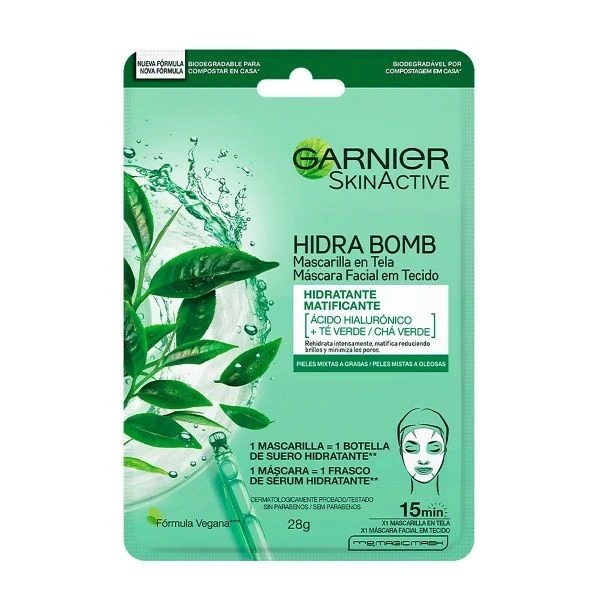 NUEVA FÓRMULA
NOVA FÓRMULA
BIODEGRADABLE PARA
COMPOSTAR EN CASA*
BIODEGRADÁVEL POR
COMPOSTAGEM EM CASA*
GARNIER
SKINACTIVE
HIDRA BOMB
Mascarilla en Tela
Máscara Facial em Tecido
HIDRATANTE
MATIFICANTE
[ ÁCIDO HIALURÓNICO
+ TÉ VERDE / CHÁ VERDE ]
Rehidrata intensamente, matifica reduciendo
brillos y minimiza los poros.
PIELES MIXTAS A GRASAS / PELES MISTAS A OLEOSAS
1 MASCARILLA = 1 BOTELLA
DE SUERO HIDRATANTE**
1 MÁSCARA = 1 FRASCO
DE SÉRUM HIDRATANTE**
DERMATOLOGICAMENTE PROBADO/TESTADO
SIN PARABENOS / SEM PARABENOS
Fórmula Vegana***
28g
15min
X1 MASCARILLA EN TELA
X1 MÁSCARA FACIAL EM TECIDO
MAGIC MASK